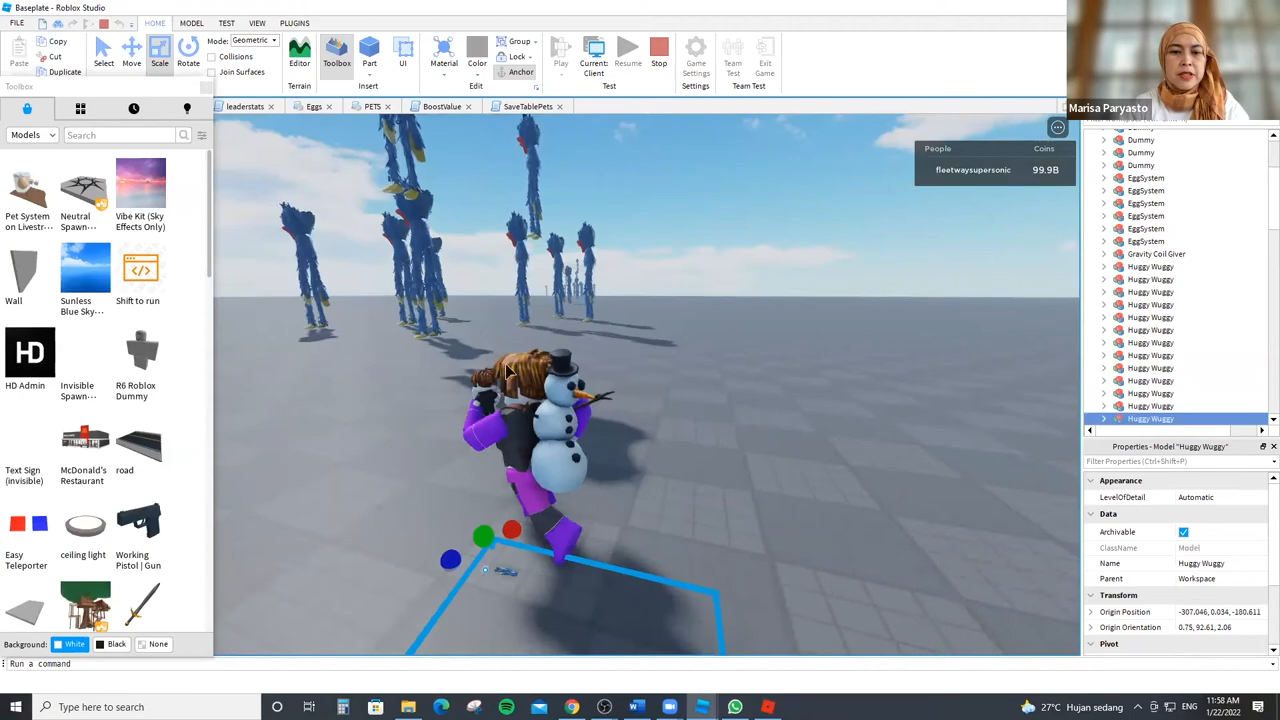 Baseplate - Roblox Studio
FILE HOME MODEL TEST VIEW PLUGINS
Copy
Cut
Duplicate
Paste
Select Move Scale Rotate
Mode: Geometric
Collisions
Join Surfaces
Editor
Terrain
Toolbox Part UI
Insert
Material Color
Group
Lock
Anchor
Edit
Play Current: Client Resume Stop
Test
Game Settings
Settings
Team Test Exit Game
Team Test
Marisa Paryasto
Toolbox
leaderstats Eggs PETS BoostValue SaveTablePets
Models Search
Pet System on Livestr...
Neutral Spawn...
Vibe Kit (Sky Effects Only)
Wall
Sunless Blue Sky...
Shift to run
HD
HD Admin
Invisible Spawn...
R6 Roblox Dummy
Text Sign (invisible)
McDonald's Restaurant
road
Easy Teleporter
ceiling light
Working Pistol | Gun
Background: White Black None
Run a command
People Coins
fleetwaysupersonic 99.9B
Dummy
Dummy
Dummy
Dummy
EggSystem
EggSystem
EggSystem
EggSystem
EggSystem
EggSystem
Gravity Coil Giver
Huggy Wuggy
Huggy Wuggy
Huggy Wuggy
Huggy Wuggy
Huggy Wuggy
Huggy Wuggy
Huggy Wuggy
Huggy Wuggy
Huggy Wuggy
Huggy Wuggy
Huggy Wuggy
Huggy Wuggy
Huggy Wuggy
Properties - Model "Huggy Wuggy"
Filter Properties (Ctrl+Shift+P)
Appearance
LevelOfDetail Automatic
Data
Archivable
ClassName Model
Name Huggy Wuggy
Parent Workspace
Transform
Origin Position -307.046, 0.034, -180.611
Origin Orientation 0.75, 92.61, 2.06
Pivot
Type here to search
27°C Hujan sedang
ENG
11:58 AM
1/22/2022